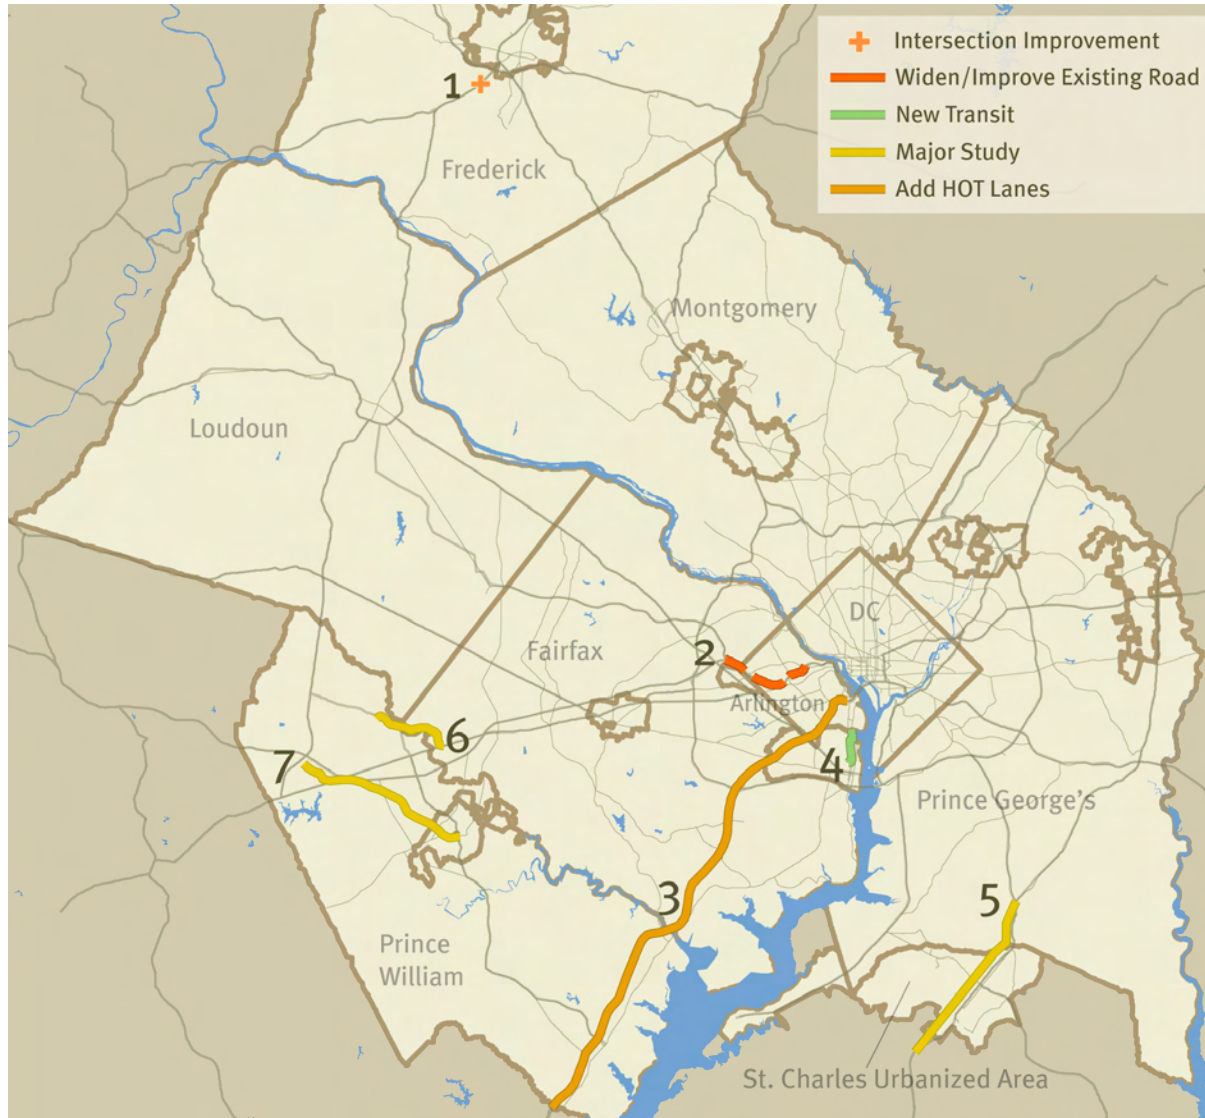 Intersection Improvement
Widen/Improve Existing Road
New Transit
Major Study
Add HOT Lanes
1
Frederick
Montgomery
Loudoun
DC
2
Fairfax
Arlington
6
7
4
Prince George's
3
5
Prince
William
St. Charles Urbanized Area